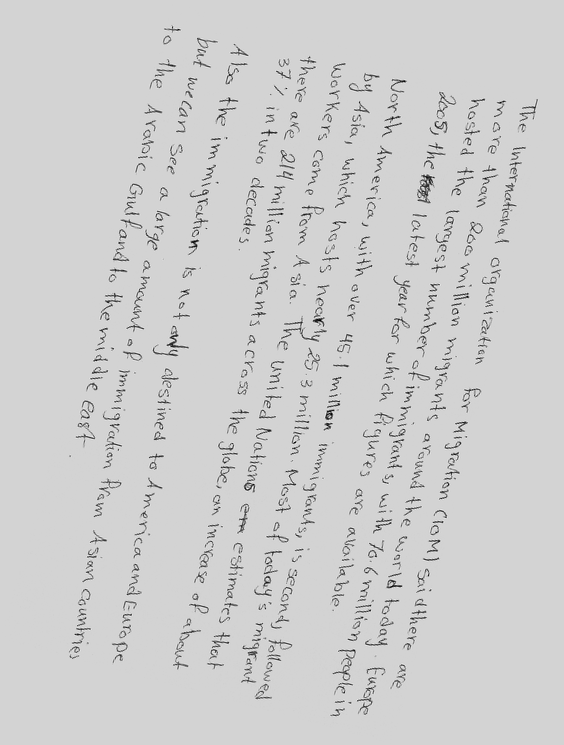 The International organization for Migration (IOM) said there are
more than 200 million migrants around the world today. Europe
hosted the largest number of immigrants, with 70.6 million people in
2005, the latest year for which figures are available.
North America, with over 45.1 million immigrants, is second, followed
by Asia, which hosts nearly 25.3 million. Most of today's migrant
workers come from Asia. The United Nations estimates that
there are 214 million migrants across the globe, an increase of about
37% in two decades.
Also the immigration is not only destined to America and Europe
but we can see a large amount of immigration from Asian countries
to the Arabic Gulf and to the middle east.